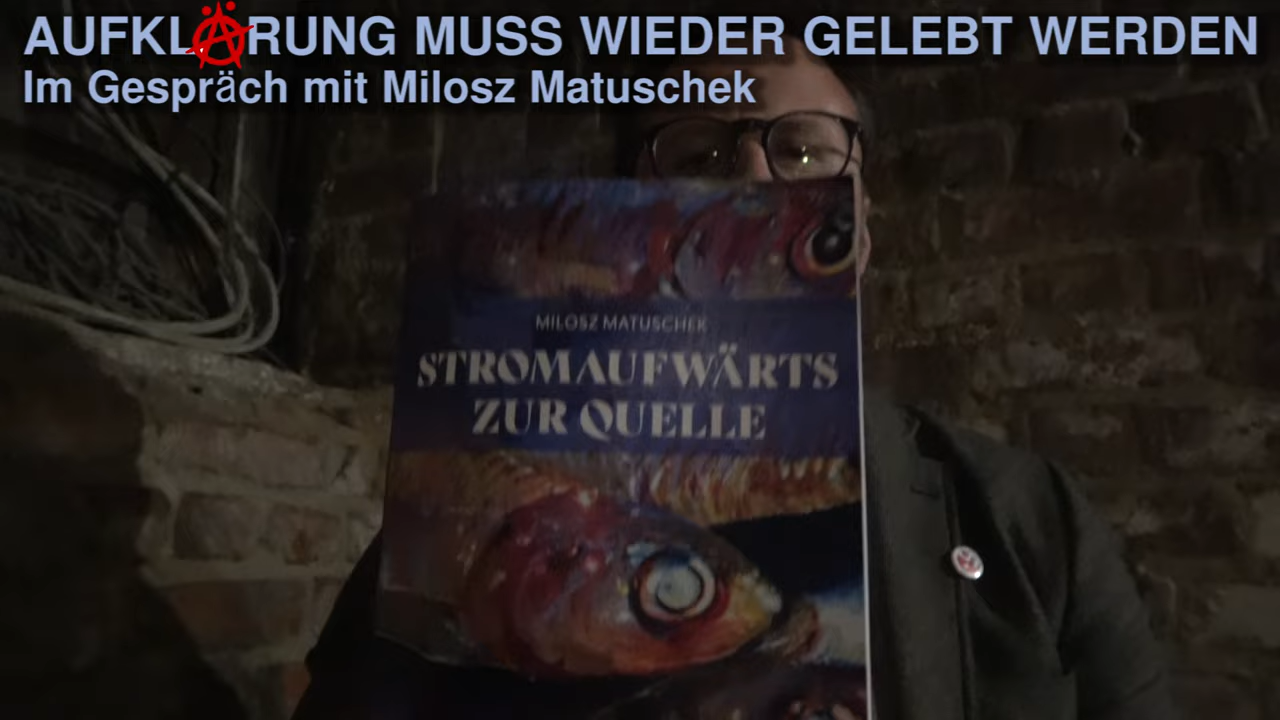 AUFKLÄRUNG MUSS WIEDER GELEBT WERDEN
Im Gespräch mit Milosz Matuschek
MILOSZ MATUSCHEK
STROMAUFWÄRTS
ZUR QUELLE